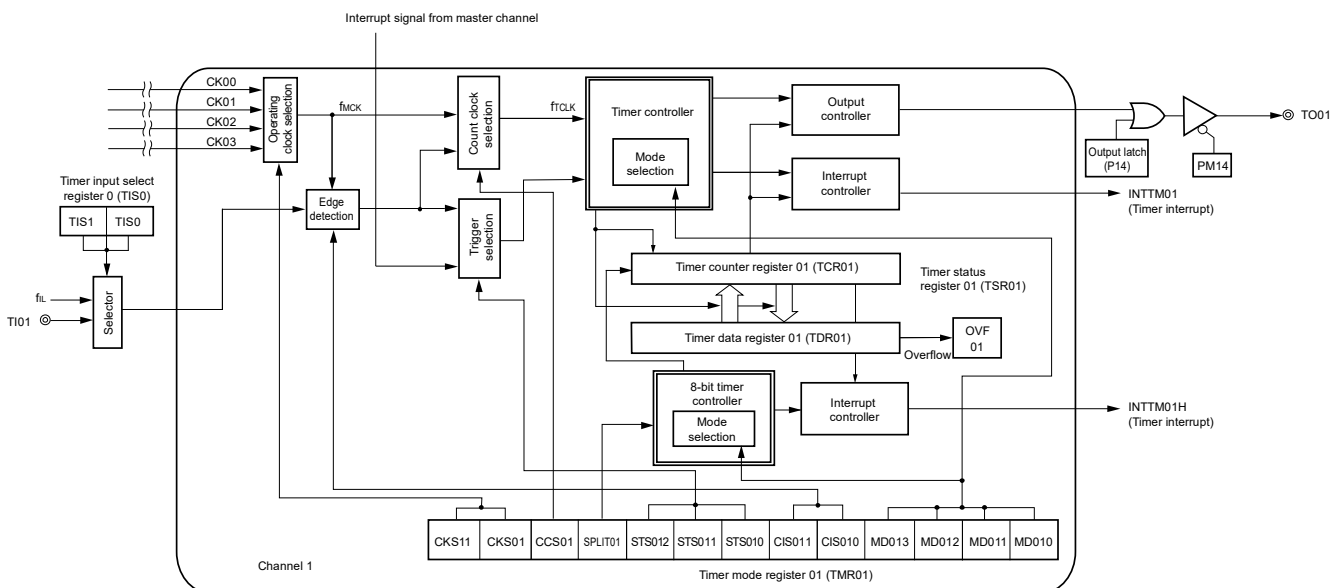 Interrupt signal from master channel
CK00
CK01
CK02
CK03
Operating
clock selection
fMCK
Count clock
selection
fTCLK
Timer controller
Mode
selection
Output
controller
TO01
Output latch
(P14)
PM14
Interrupt
controller
INTTM01
(Timer interrupt)
Timer input select
register 0 (TIS0)
TIS1
TIS0
Edge
detection
Trigger
selection
fIL
TI01
Selector
Timer counter register 01 (TCR01)
Timer status
register 01 (TSR01)
Timer data register 01 (TDR01)
Overflow
OVF
01
8-bit timer
controller
Mode
selection
Interrupt
controller
INTTM01H
(Timer interrupt)
CKS11
CKS01
CCS01
SPLIT01
STS012
STS011
STS010
CIS011
CIS010
MD013
MD012
MD011
MD010
Channel 1
Timer mode register 01 (TMR01)